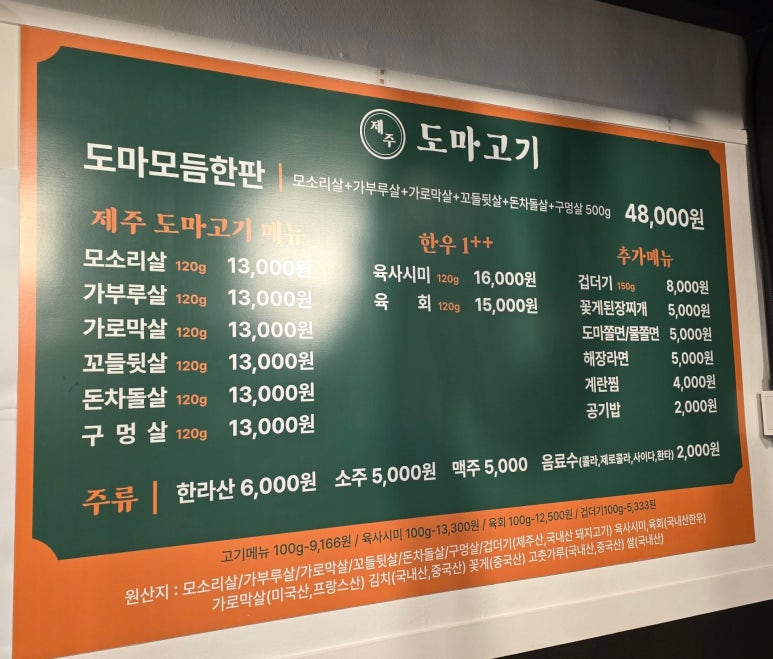 제주 도마고기
도마모듬한판 | 모소리살+가부루살+가로막살+꼬들뒷살+돈차돌살+구멍살 500g 48,000원
제주 도마고기 메뉴
모소리살 120g 13,000원
가부루살 120g 13,000원
가로막살 120g 13,000원
꼬들뒷살 120g 13,000원
돈차돌살 120g 13,000원
구 멍 살 120g 13,000원
한우 1++
육사시미 120g 16,000원
육 회 120g 15,000원
추가메뉴
겁더기 150g 8,000원
꽃게된장찌개 5,000원
도마쫄면/물쫄면 5,000원
해장라면 5,000원
계란찜 4,000원
공기밥 2,000원
주류 | 한라산 6,000원 소주 5,000원 맥주 5,000 음료수(콜라,제로콜라,사이다,환타) 2,000원
고기메뉴 100g-9,166원 / 육사시미 100g-13,300원 / 육회 100g-12,500원 / 겁더기100g-5,333원
원산지 : 모소리살/가부루살/가로막살/꼬들뒷살/돈차돌살/구멍살/겁더기(제주산,국내산 돼지고기) 육사시미,육회(국내산한우)
가로막살(미국산,프랑스산) 김치(국내산,중국산) 꽃게(중국산) 고춧가루(국내산,중국산) 쌀(국내산)